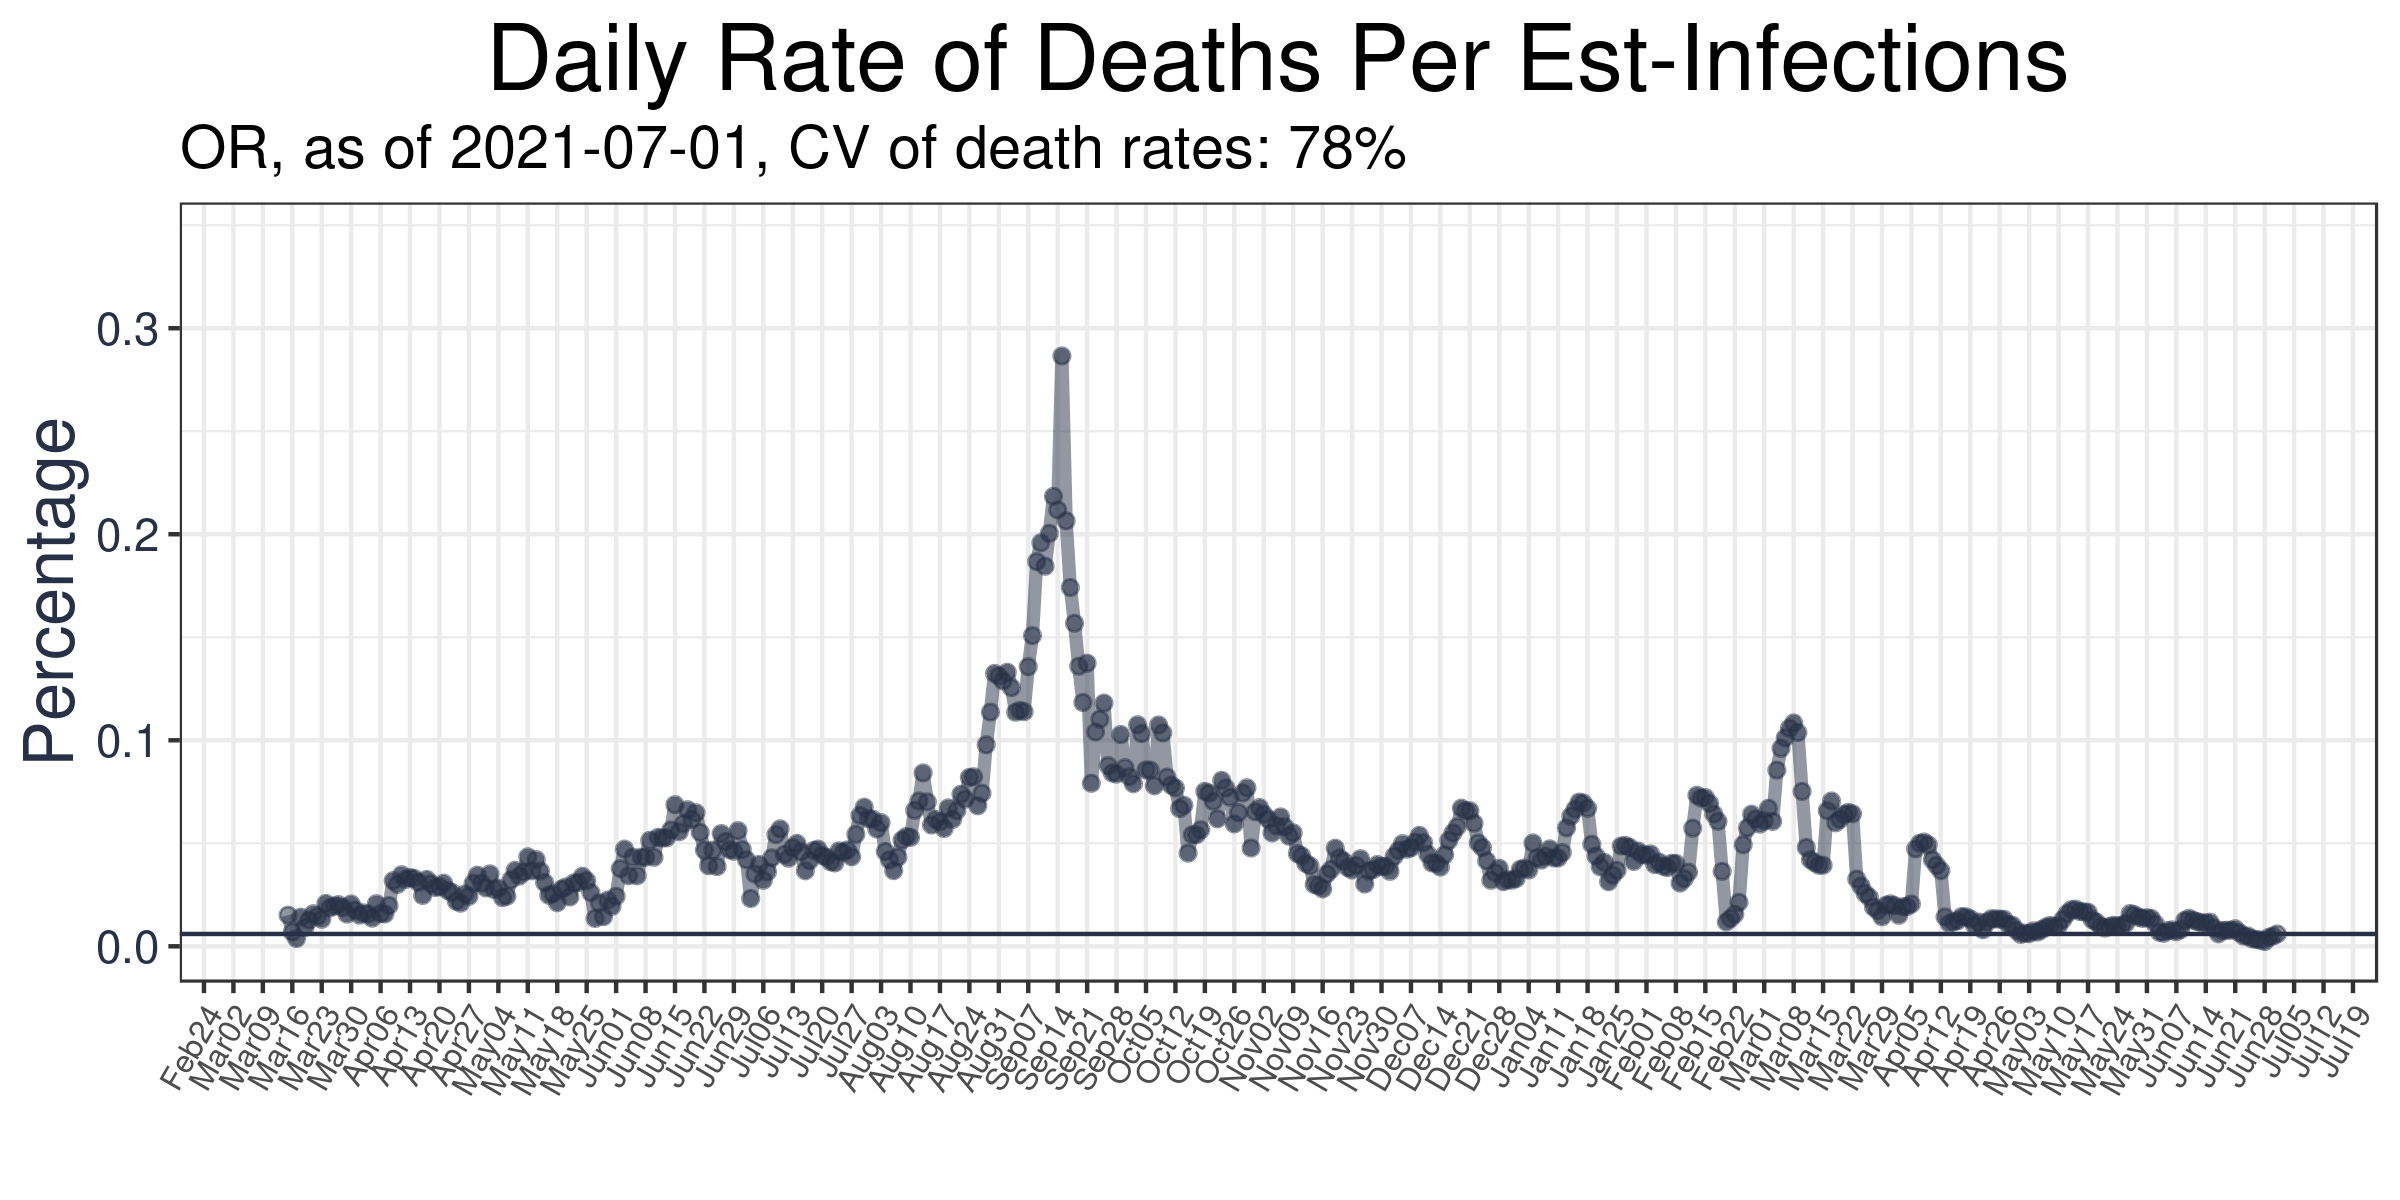 Daily Rate of Deaths Per Est-Infections
OR, as of 2021-07-01, CV of death rates: 78%
Percentage
0.3
0.2
0.1
0.0
Feb24
Mar02
Mar09
Mar16
Mar23
Mar30
Apr06
Apr13
Apr20
Apr27
May04
May11
May18
May25
Jun01
Jun08
Jun15
Jun22
Jun29
Jul06
Jul13
Jul20
Jul27
Aug03
Aug10
Aug17
Aug24
Aug31
Sep07
Sep14
Sep21
Sep28
Oct05
Oct12
Oct19
Oct26
Nov02
Nov09
Nov16
Nov23
Nov30
Dec07
Dec14
Dec21
Dec28
Jan04
Jan11
Jan18
Jan25
Feb01
Feb08
Feb15
Feb22
Mar01
Mar08
Mar15
Mar22
Mar29
Apr05
Apr12
Apr19
Apr26
May03
May10
May17
May24
May31
Jun07
Jun14
Jun21
Jun28
Jul05
Jul12
Jul19